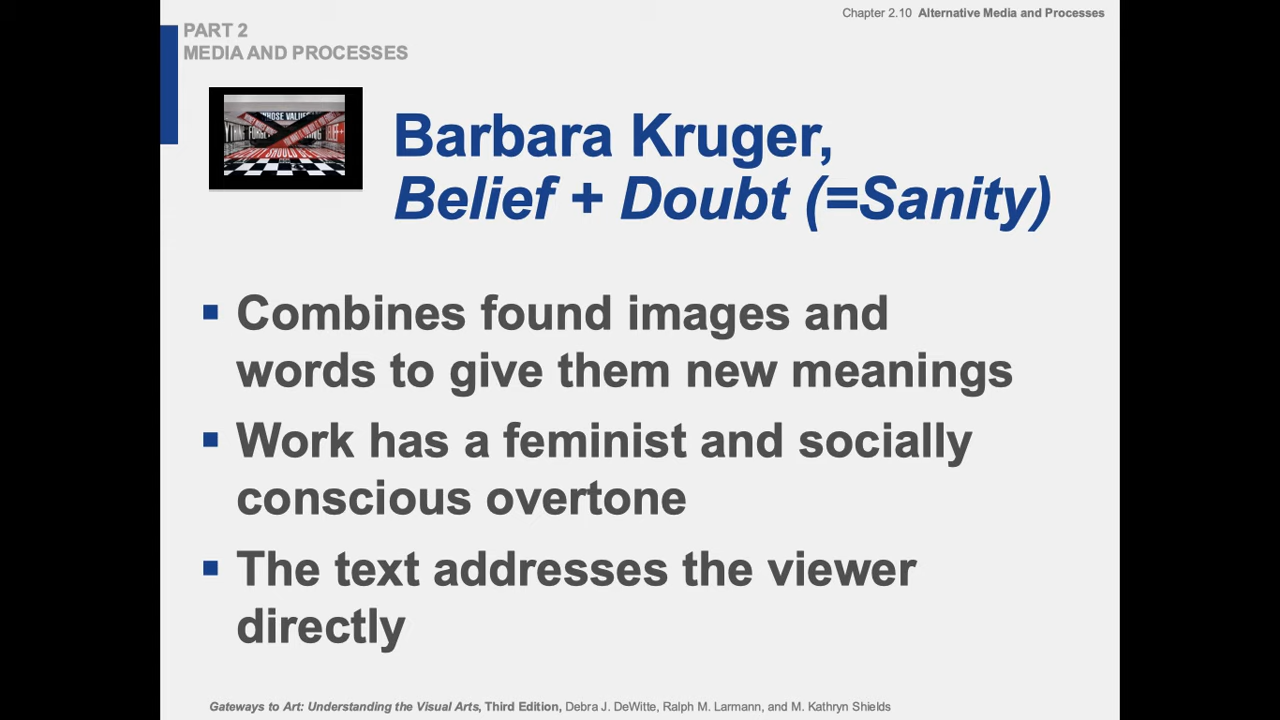 Chapter 2.10 Alternative Media and Processes
PART 2
MEDIA AND PROCESSES
WHOSE VALUES
Barbara Kruger,
Belief + Doubt (=Sanity)
▪ Combines found images and
words to give them new meanings
▪ Work has a feminist and socially
conscious overtone
▪ The text addresses the viewer
directly
Gateways to Art: Understanding the Visual Arts, Third Edition, Debra J. DeWitte, Ralph M. Larmann, and M. Kathryn Shields